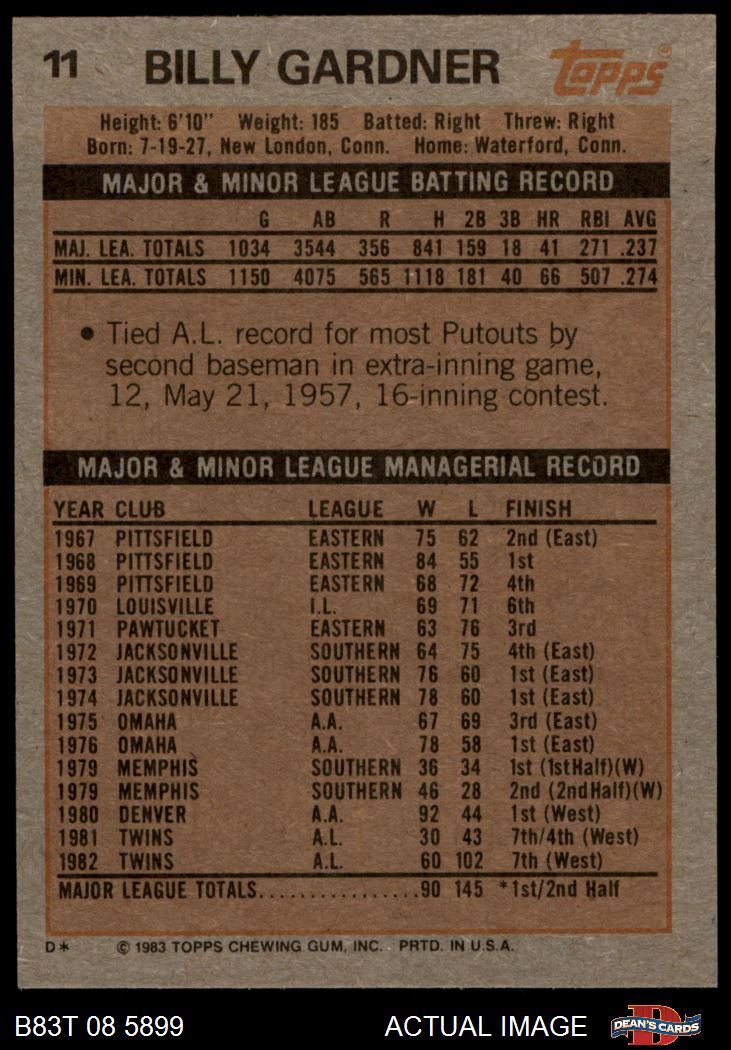 11 BILLY GARDNER Topps®
Height: 6'10" Weight: 185 Batted: Right Threw: Right
Born: 7-19-27, New London, Conn. Home: Waterford, Conn.
MAJOR & MINOR LEAGUE BATTING RECORD
G AB R H 2B 3B HR RBI AVG
MAJ. LEA. TOTALS 1034 3544 356 841 159 18 41 271 .237
MIN. LEA. TOTALS 1150 4075 565 1118 181 40 66 507 .274
• Tied A.L. record for most Putouts by
second baseman in extra-inning game,
12, May 21, 1957, 16-inning contest.
MAJOR & MINOR LEAGUE MANAGERIAL RECORD
YEAR CLUB LEAGUE W L FINISH
1967 PITTSFIELD EASTERN 75 62 2nd (East)
1968 PITTSFIELD EASTERN 84 55 1st
1969 PITTSFIELD EASTERN 68 72 4th
1970 LOUISVILLE I.L. 69 71 6th
1971 PAWTUCKET EASTERN 63 76 3rd
1972 JACKSONVILLE SOUTHERN 64 75 4th (East)
1973 JACKSONVILLE SOUTHERN 76 60 1st (East)
1974 JACKSONVILLE SOUTHERN 78 60 1st (East)
1975 OMAHA A.A. 67 69 3rd (East)
1976 OMAHA A.A. 78 58 1st (East)
1979 MEMPHIS SOUTHERN 36 34 1st (1st Half)(W)
1979 MEMPHIS SOUTHERN 46 28 2nd (2nd Half)(W)
1980 DENVER A.A. 92 44 1st (West)
1981 TWINS A.L. 30 43 7th/4th (West)
1982 TWINS A.L. 60 102 7th (West)
MAJOR LEAGUE TOTALS................90 145 *1st/2nd Half
D* © 1983 TOPPS CHEWING GUM, INC. PRTD. IN U.S.A.
B83T 08 5899 ACTUAL IMAGE DEAN'S CARDS